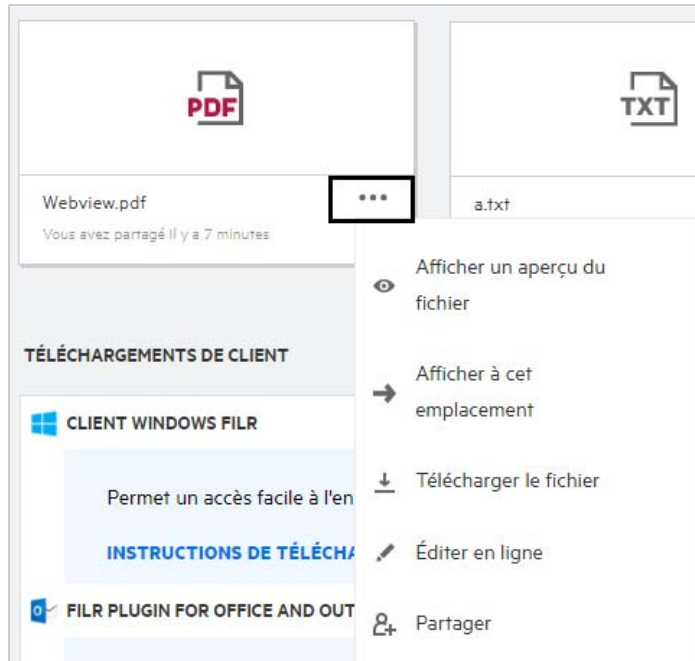 PDF
TXT
Webview.pdf
•••
a.txt
Vous avez partagé Il y a 7 minutes
Afficher un aperçu du
fichier
Afficher à cet
emplacement
Télécharger le fichier
Éditer en ligne
Partager
TÉLÉCHARGEMENTS DE CLIENT
CLIENT WINDOWS FILR
Permet un accès facile à l'en
INSTRUCTIONS DE TÉLÉCHA
FILR PLUGIN FOR OFFICE AND OUT